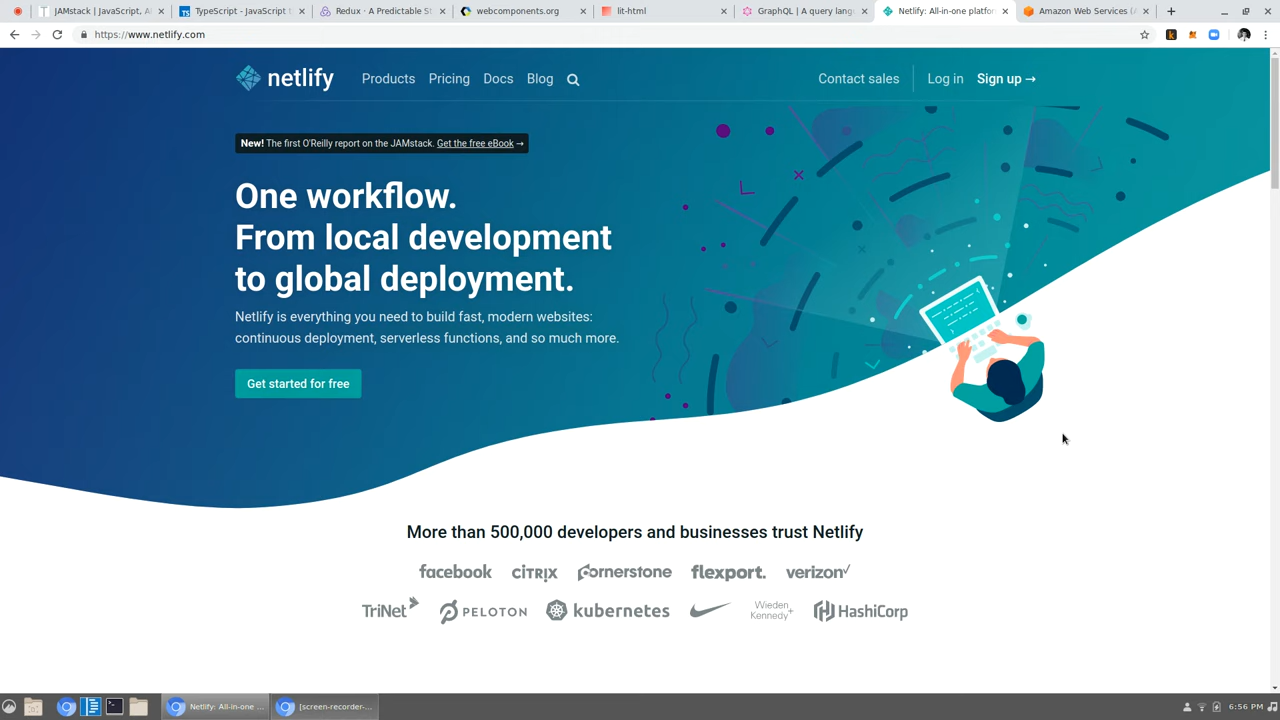 JAMstack | JavaScript, A
TypeScript - JavaScript t
Redux · A Predictable S
webcomponents.org
lit-html
GraphQL | A query lang
Netlify: All-in-one platfo
Amazon Web Services (
https://www.netlify.com
netlify
Products
Pricing
Docs
Blog
Contact sales
Log in
Sign up →
New! The first O'Reilly report on the JAMstack. Get the free eBook →
One workflow.
From local development
to global deployment.
Netlify is everything you need to build fast, modern websites:
continuous deployment, serverless functions, and so much more.
Get started for free
More than 500,000 developers and businesses trust Netlify
facebook CITRIX Cornerstone flexport. verizon✓
TriNet PELOTON kubernetes Wieden Kennedy+ HashiCorp
Netlify: All-in-one ...
[screen-recorder-...
6:56 PM